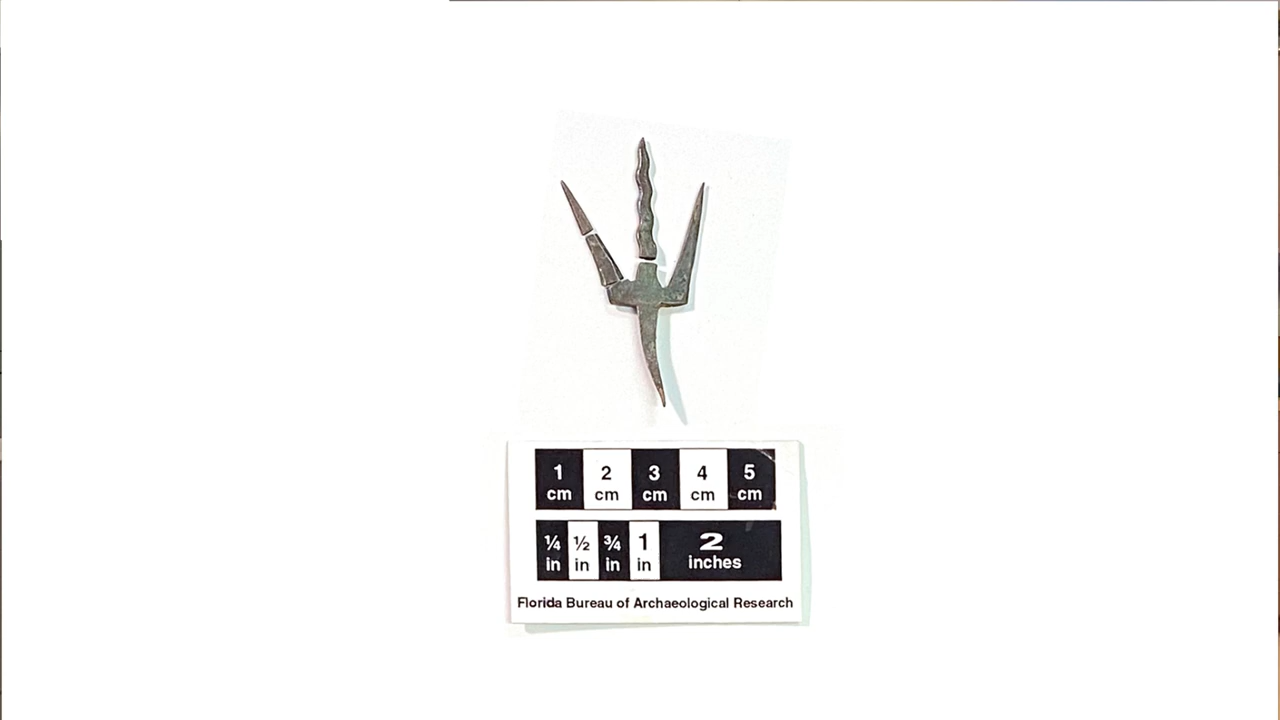 1 2 3 4 5
cm cm cm cm cm
¼ ½ ¾ 1 2
in in in in inches
Florida Bureau of Archaeological Research